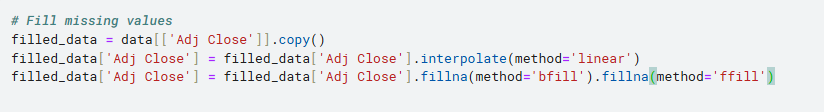 # Fill missing values
filled_data = data[['Adj Close']].copy()
filled_data['Adj Close'] = filled_data['Adj Close'].interpolate(method='linear')
filled_data['Adj Close'] = filled_data['Adj Close'].fillna(method='bfill').fillna(method='ffill')